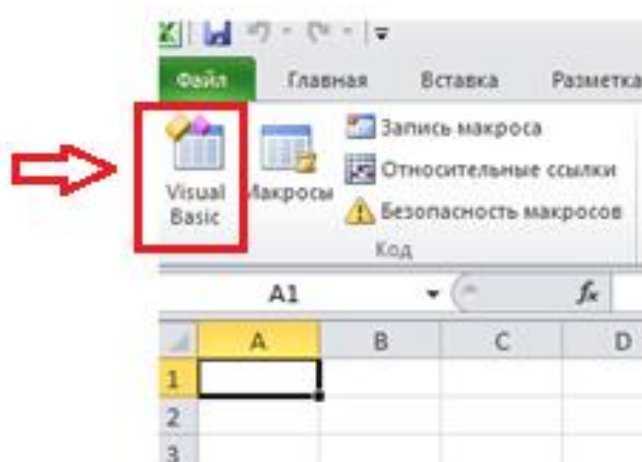 Файл Главная Вставка Разметка
Visual Basic
Макросы
Запись макроса
Относительные ссылки
Безопасность макросов
Код
A1 fx
A B C D
1
2
3